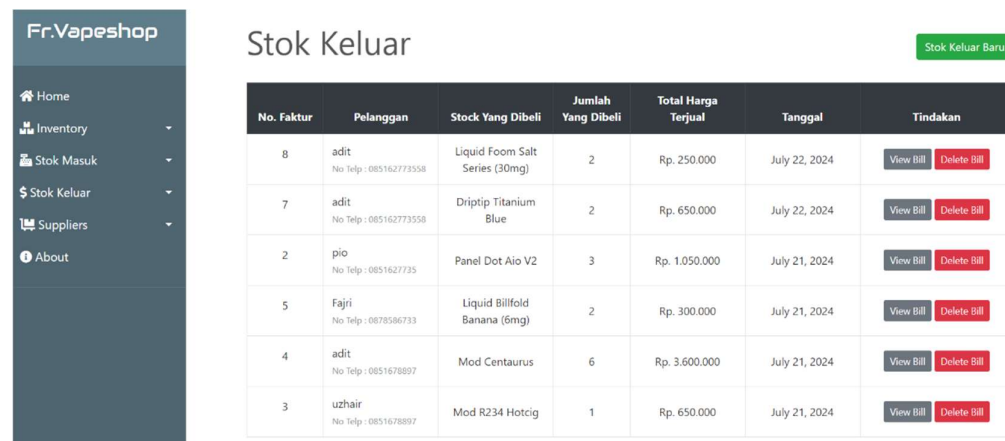 Fr.Vapeshop
Home
Inventory
Stok Masuk
Stok Keluar
Suppliers
About
Stok Keluar
Stok Keluar Baru
No. Faktur Pelanggan Stock Yang Dibeli Jumlah Yang Dibeli Total Harga Terjual Tanggal Tindakan
8 adit Liquid Foom Salt 2 Rp. 250.000 July 22, 2024 View Bill Delete Bill
No Telp : 085162773558 Series (30mg)
7 adit Driptip Titanium 2 Rp. 650.000 July 22, 2024 View Bill Delete Bill
No Telp : 085162773558 Blue
2 pio Panel Dot Aio V2 3 Rp. 1.050.000 July 21, 2024 View Bill Delete Bill
No Telp : 0851627735
5 Fajri Liquid Billfold 2 Rp. 300.000 July 21, 2024 View Bill Delete Bill
No Telp : 0878586733 Banana (6mg)
4 adit Mod Centaurus 6 Rp. 3.600.000 July 21, 2024 View Bill Delete Bill
No Telp : 0851678897
3 uzhair Mod R234 Hotcig 1 Rp. 650.000 July 21, 2024 View Bill Delete Bill
No Telp : 0851678897